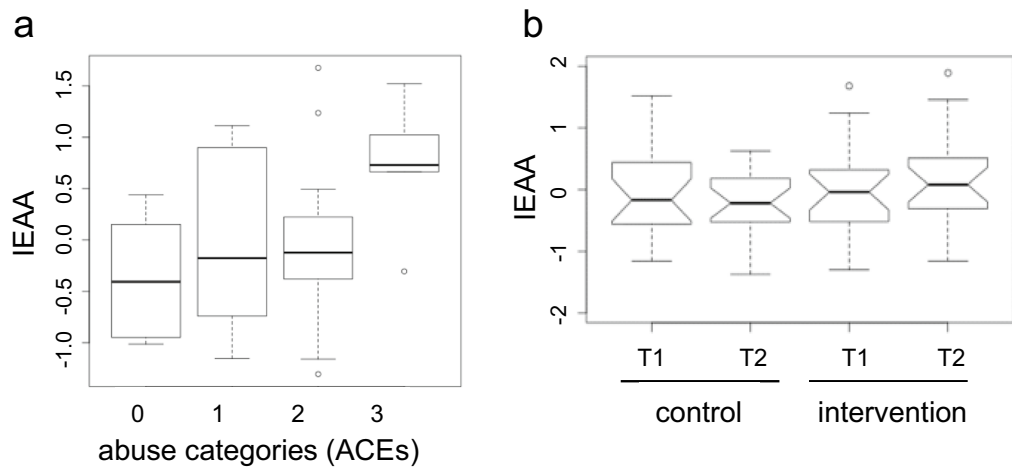 a
IEAA
1.5
1.0
0.5
0.0
-0.5
-1.0
0 1 2 3
abuse categories (ACEs)
b
IEAA
2
1
0
-1
-2
T1 T2 T1 T2
control intervention